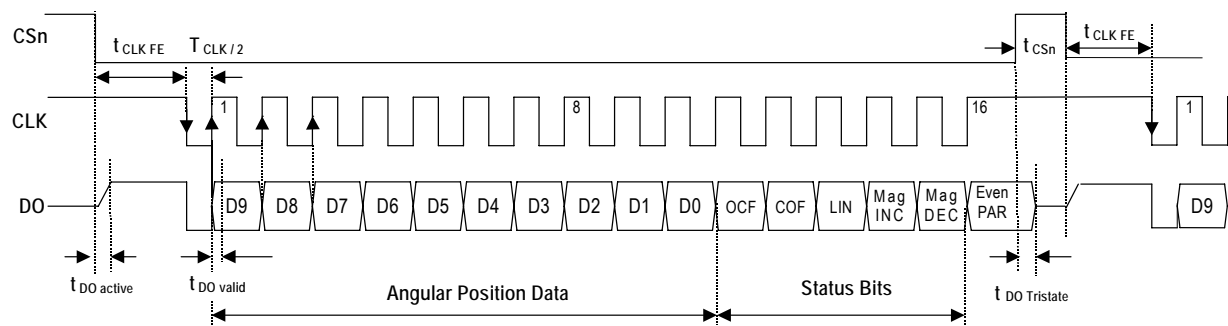 CSn
t CLK FE
T CLK / 2
t CSn
t CLK FE
CLK
1
8
16
1
DO
D9
D8
D7
D6
D5
D4
D3
D2
D1
D0
OCF
COF
LIN
Mag
INC
Mag
DEC
Even
PAR
D9
t DO active
t DO valid
Angular Position Data
Status Bits
t DO Tristate